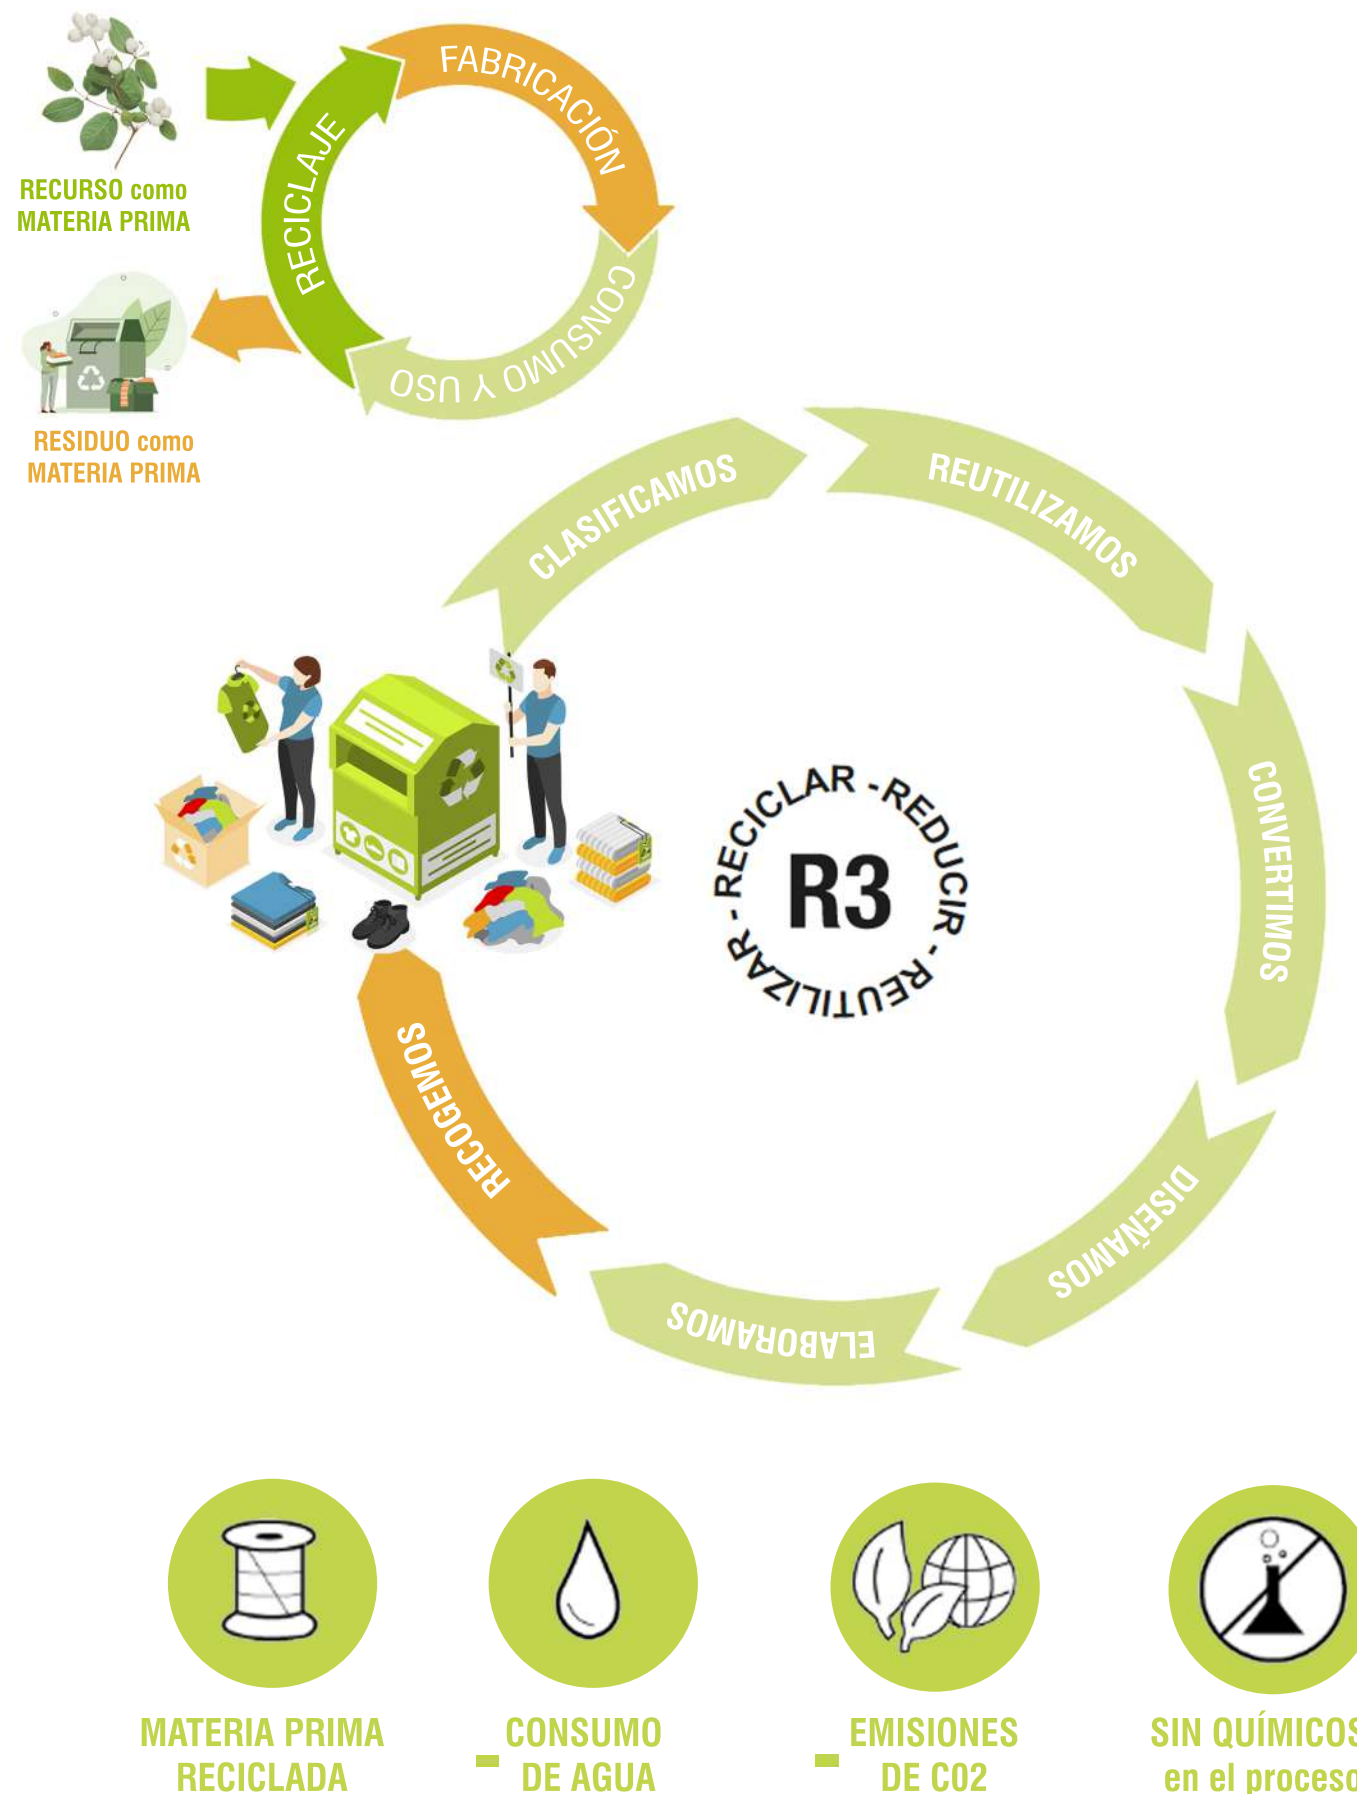 RECURSO como
MATERIA PRIMA
RECICLAJE
FABRICACIÓN
CONSUMO Y USO
RESIDUO como
MATERIA PRIMA
CLASIFICAMOS
REUTILIZAMOS
CONVERTIMOS
DISEÑAMOS
ELABORAMOS
RECOGEMOS
RECICLAR - REDUCIR - REUTILIZAR -
R3
MATERIA PRIMA
RECICLADA
CONSUMO
- DE AGUA
EMISIONES
- DE CO2
SIN QUÍMICOS
en el proceso